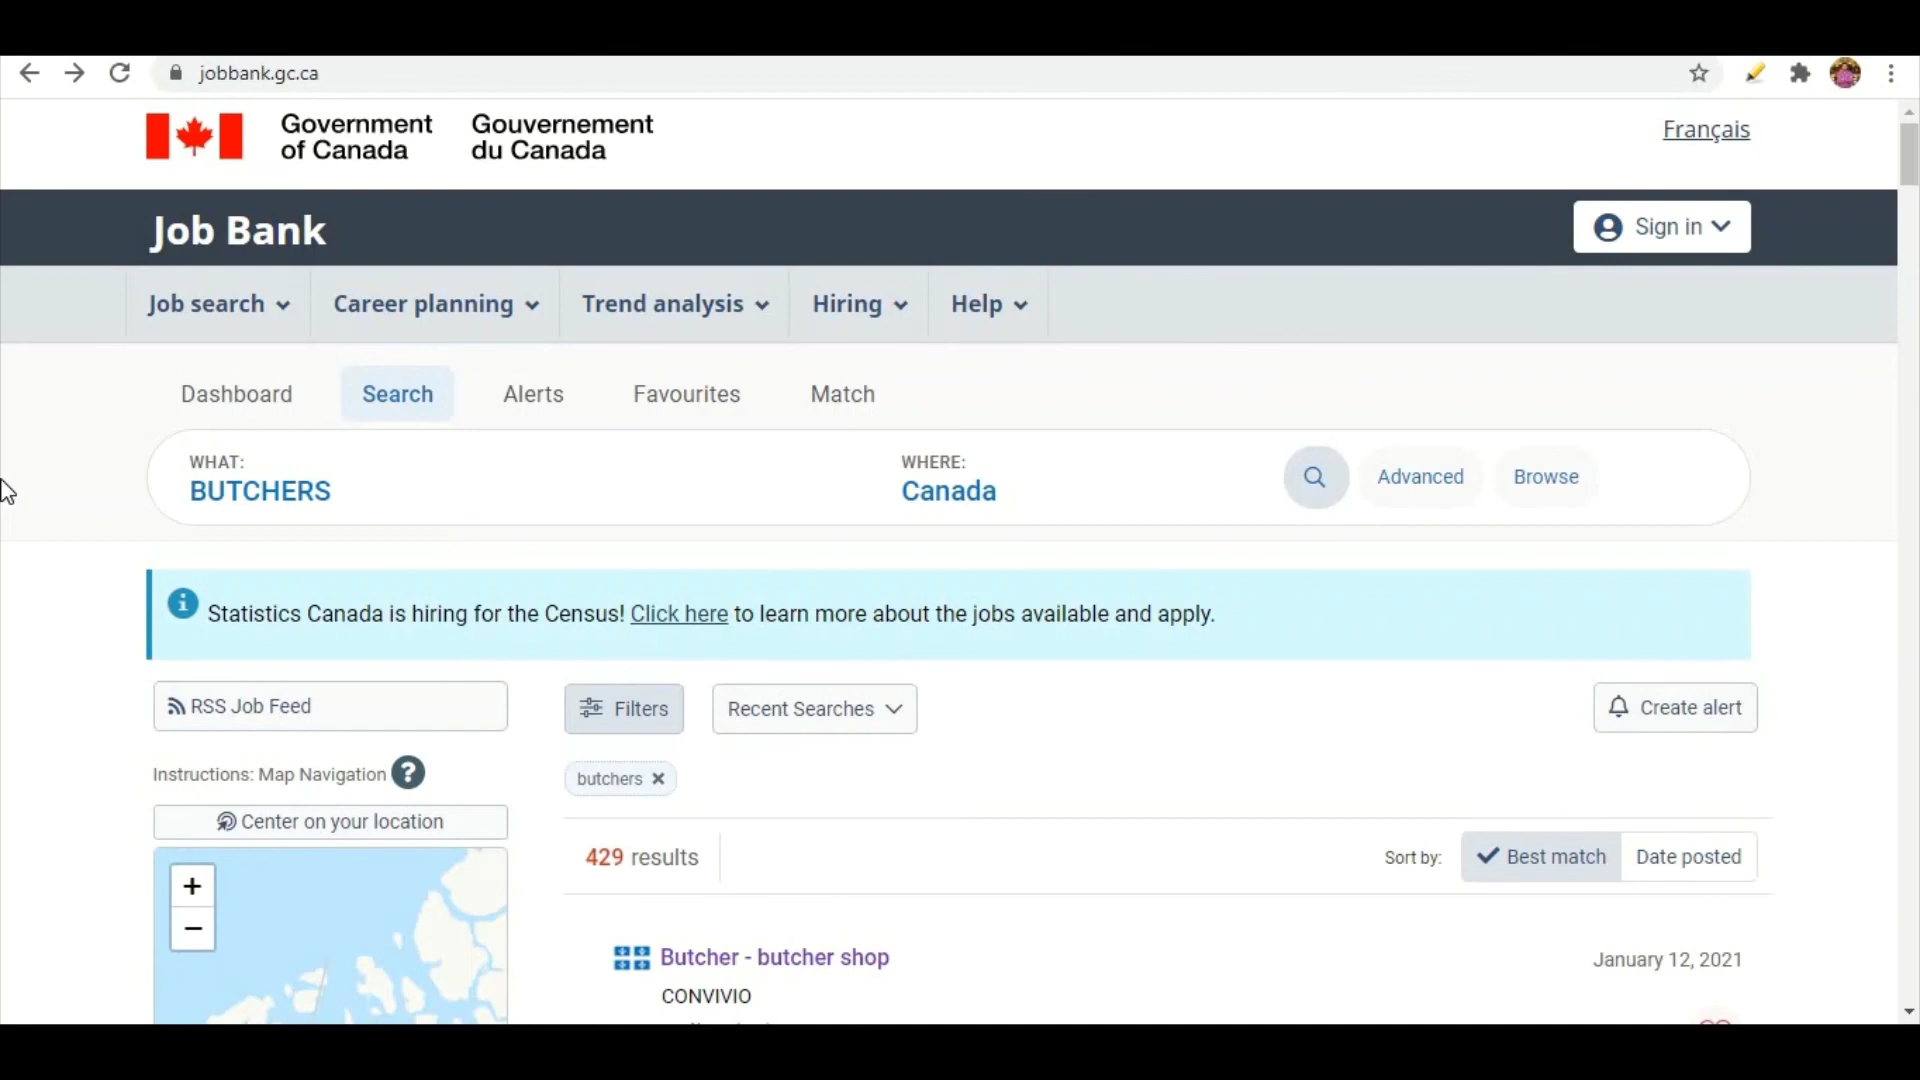 jobbank.gc.ca
Government
of Canada
Gouvernement
du Canada
Français
Job Bank
Sign in
Job search
Career planning
Trend analysis
Hiring
Help
Dashboard
Search
Alerts
Favourites
Match
WHAT:
BUTCHERS
WHERE:
Canada
Advanced
Browse
Statistics Canada is hiring for the Census! Click here to learn more about the jobs available and apply.
RSS Job Feed
Filters
Recent Searches
Create alert
Instructions: Map Navigation ?
butchers
Center on your location
429 results
Sort by:
Best match
Date posted
+
−
Butcher - butcher shop
January 12, 2021
CONVIVIO